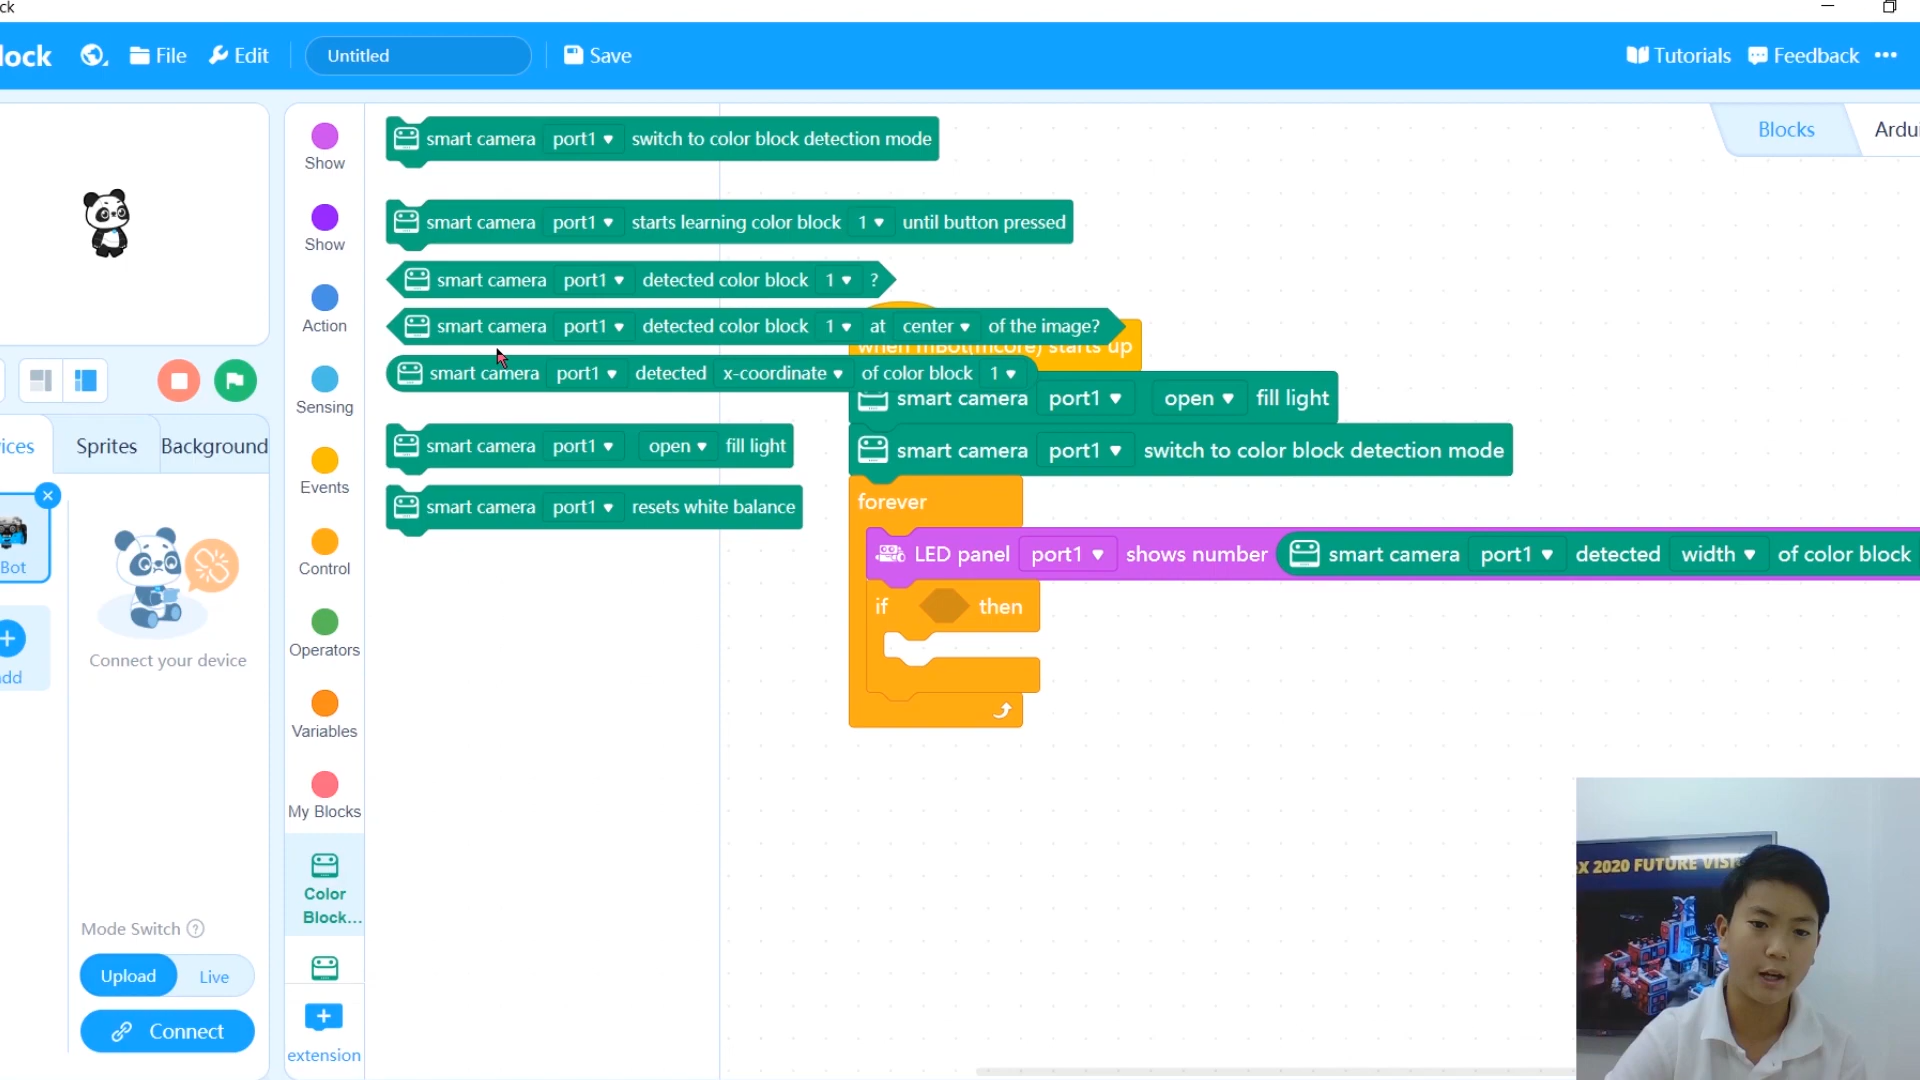 ck
lock File Edit Untitled Save Tutorials Feedback
Blocks Ardui
Show
Show
Action
Sensing
Events
Control
Operators
Variables
My Blocks
Color
Block...
extension
smart camera port1 switch to color block detection mode
smart camera port1 starts learning color block 1 until button pressed
smart camera port1 detected color block 1 ?
smart camera port1 detected color block 1 at center of the image?
smart camera port1 detected x-coordinate of color block 1
smart camera port1 open fill light
smart camera port1 resets white balance
when mBot(mcore) starts up
smart camera port1 open fill light
smart camera port1 switch to color block detection mode
forever
LED panel port1 shows number smart camera port1 detected width of color block
if then
ices Sprites Background
Bot
dd
Connect your device
Mode Switch ?
Upload Live
Connect
X 2020 FUTURE VISI